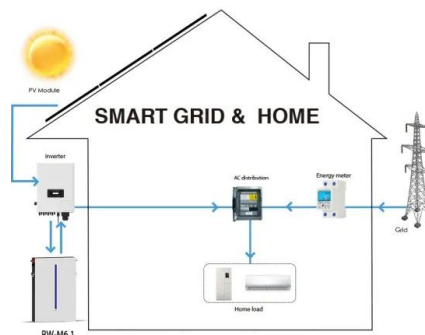 PV Module
SMART GRID & HOME
Inverter
AC distribution
Energy meter
Grid
Home load
RW-M6.1